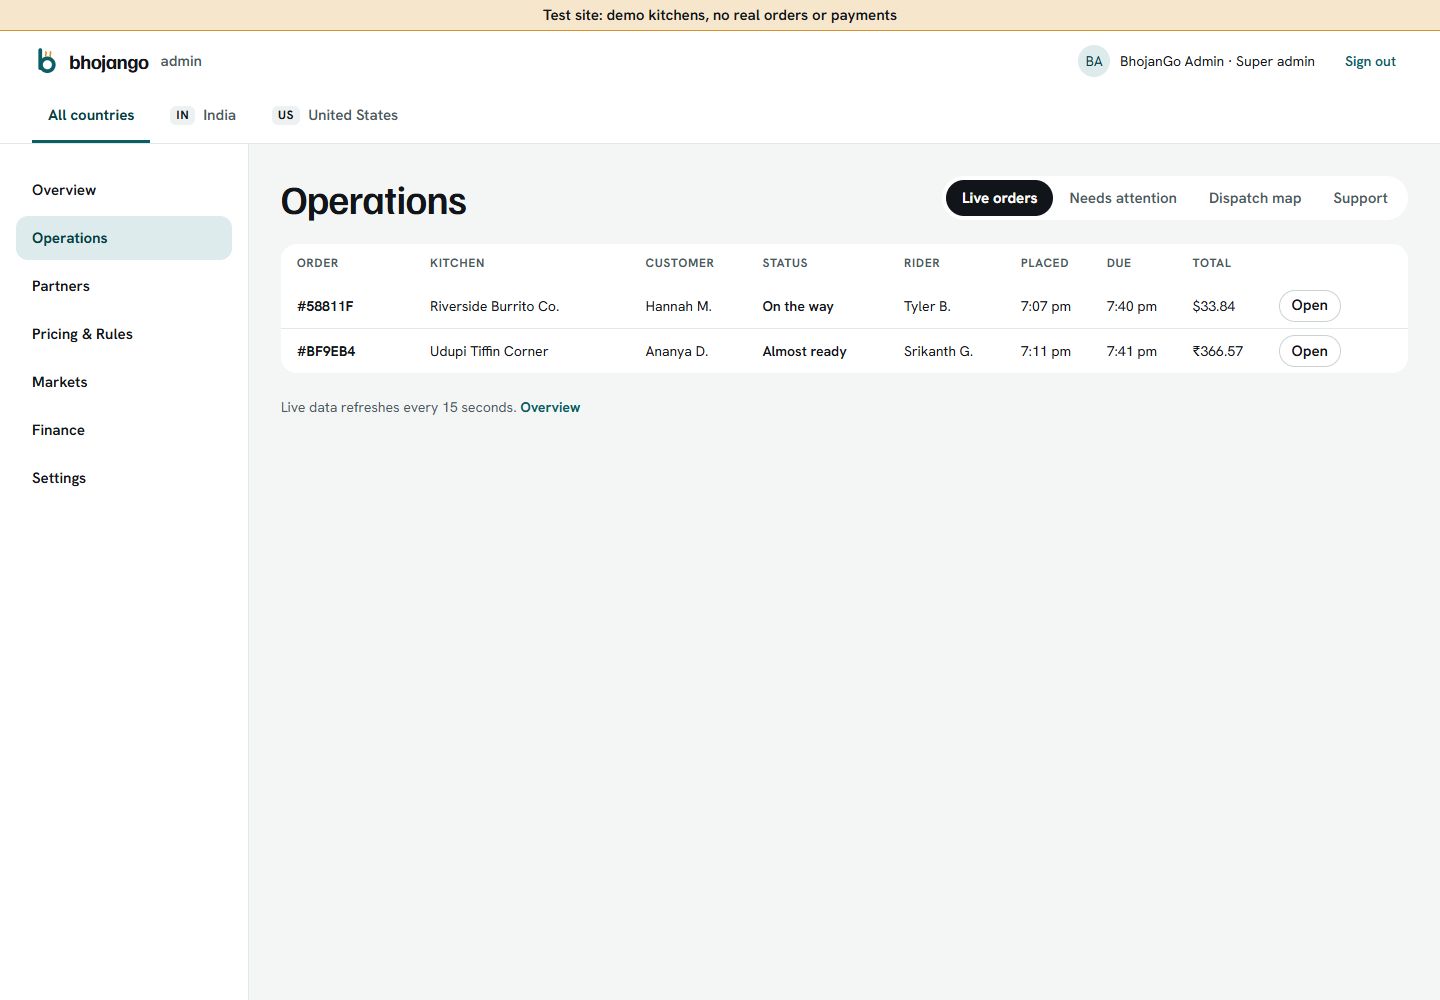 Test site: demo kitchens, no real orders or payments
bhojango admin
BA BhojanGo Admin · Super admin Sign out
All countries IN India US United States
Overview
Operations
Partners
Pricing & Rules
Markets
Finance
Settings
Operations
Live orders Needs attention Dispatch map Support
ORDER KITCHEN CUSTOMER STATUS RIDER PLACED DUE TOTAL
#58811F Riverside Burrito Co. Hannah M. On the way Tyler B. 7:07 pm 7:40 pm $33.84 Open
#BF9EB4 Udupi Tiffin Corner Ananya D. Almost ready Srikanth G. 7:11 pm 7:41 pm ₹366.57 Open
Live data refreshes every 15 seconds. Overview